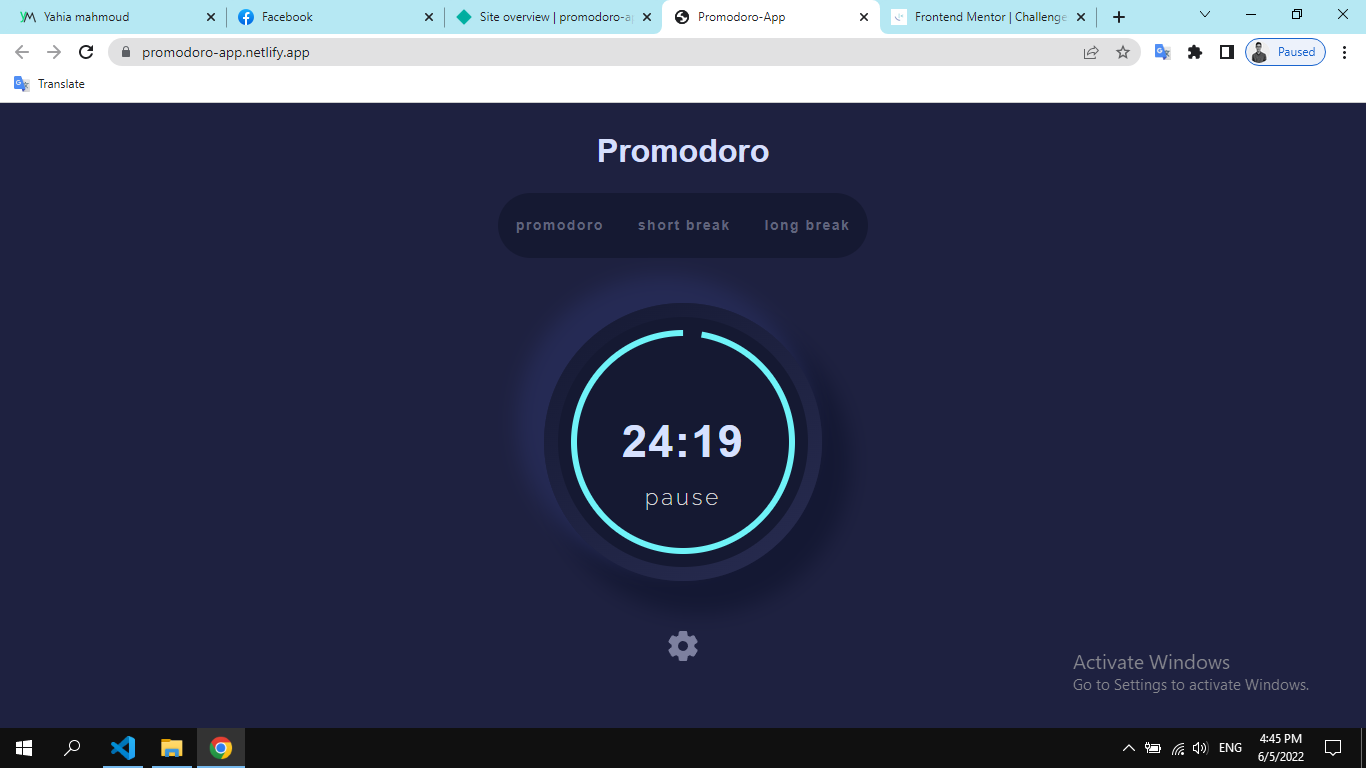 Yahia mahmoud
Facebook
Site overview | promodoro-a
Promodoro-App
Frontend Mentor | Challenge
promodoro-app.netlify.app
Paused
Translate
Promodoro
promodoro short break long break
24:19
pause
Activate Windows
Go to Settings to activate Windows.
ENG
4:45 PM
6/5/2022